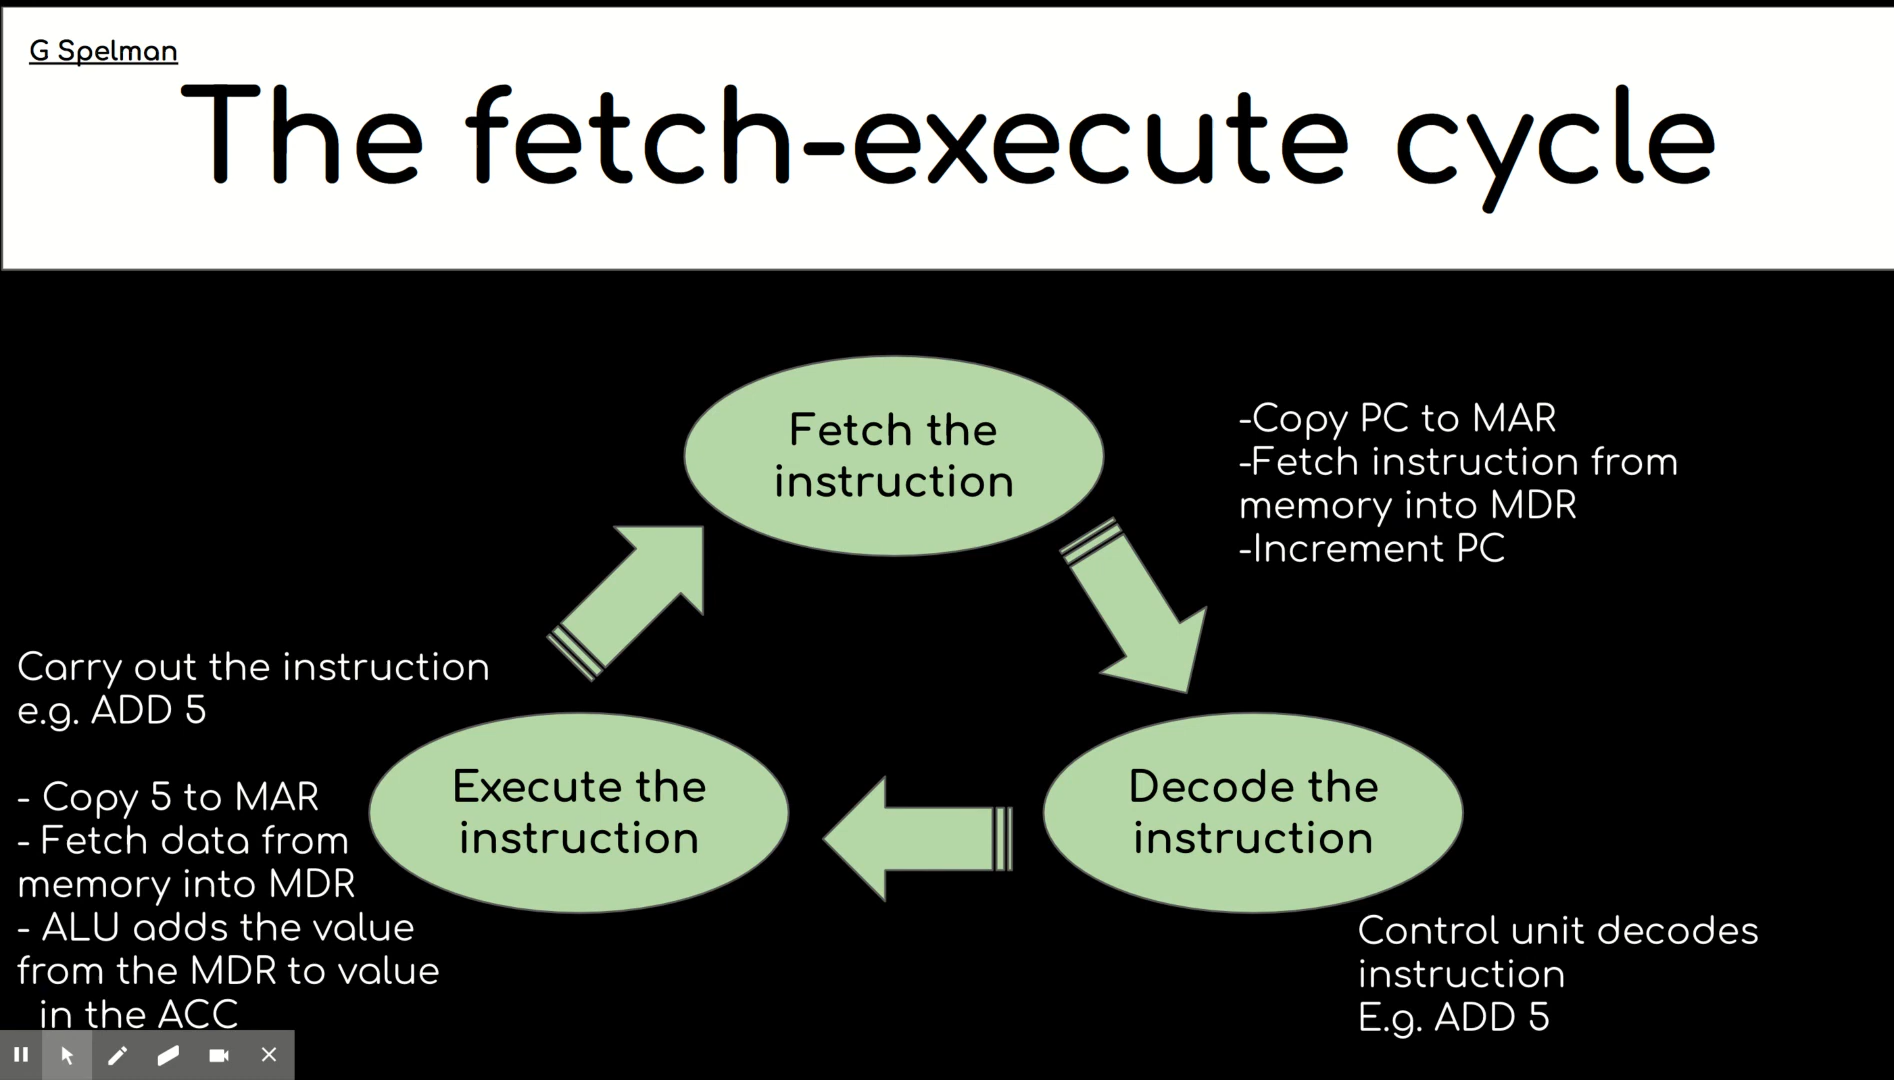 G Spelman
The fetch-execute cycle
Fetch the
instruction
-Copy PC to MAR
-Fetch instruction from
memory into MDR
-Increment PC
Carry out the instruction
e.g. ADD 5
- Copy 5 to MAR
- Fetch data from
memory into MDR
- ALU adds the value
from the MDR to value
in the ACC
Execute the
instruction
Decode the
instruction
Control unit decodes
instruction
E.g. ADD 5